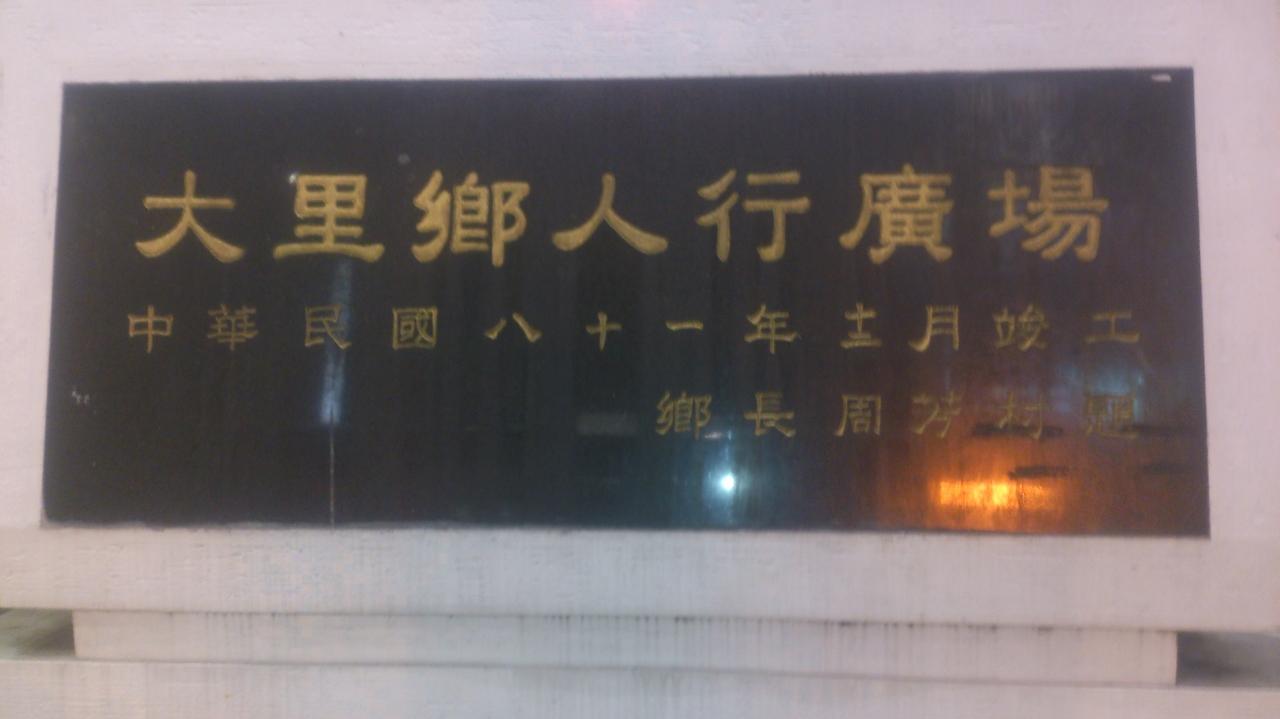 大里鄉人行廣場
中華民國八十一年十二月竣工
鄉長周芳村題